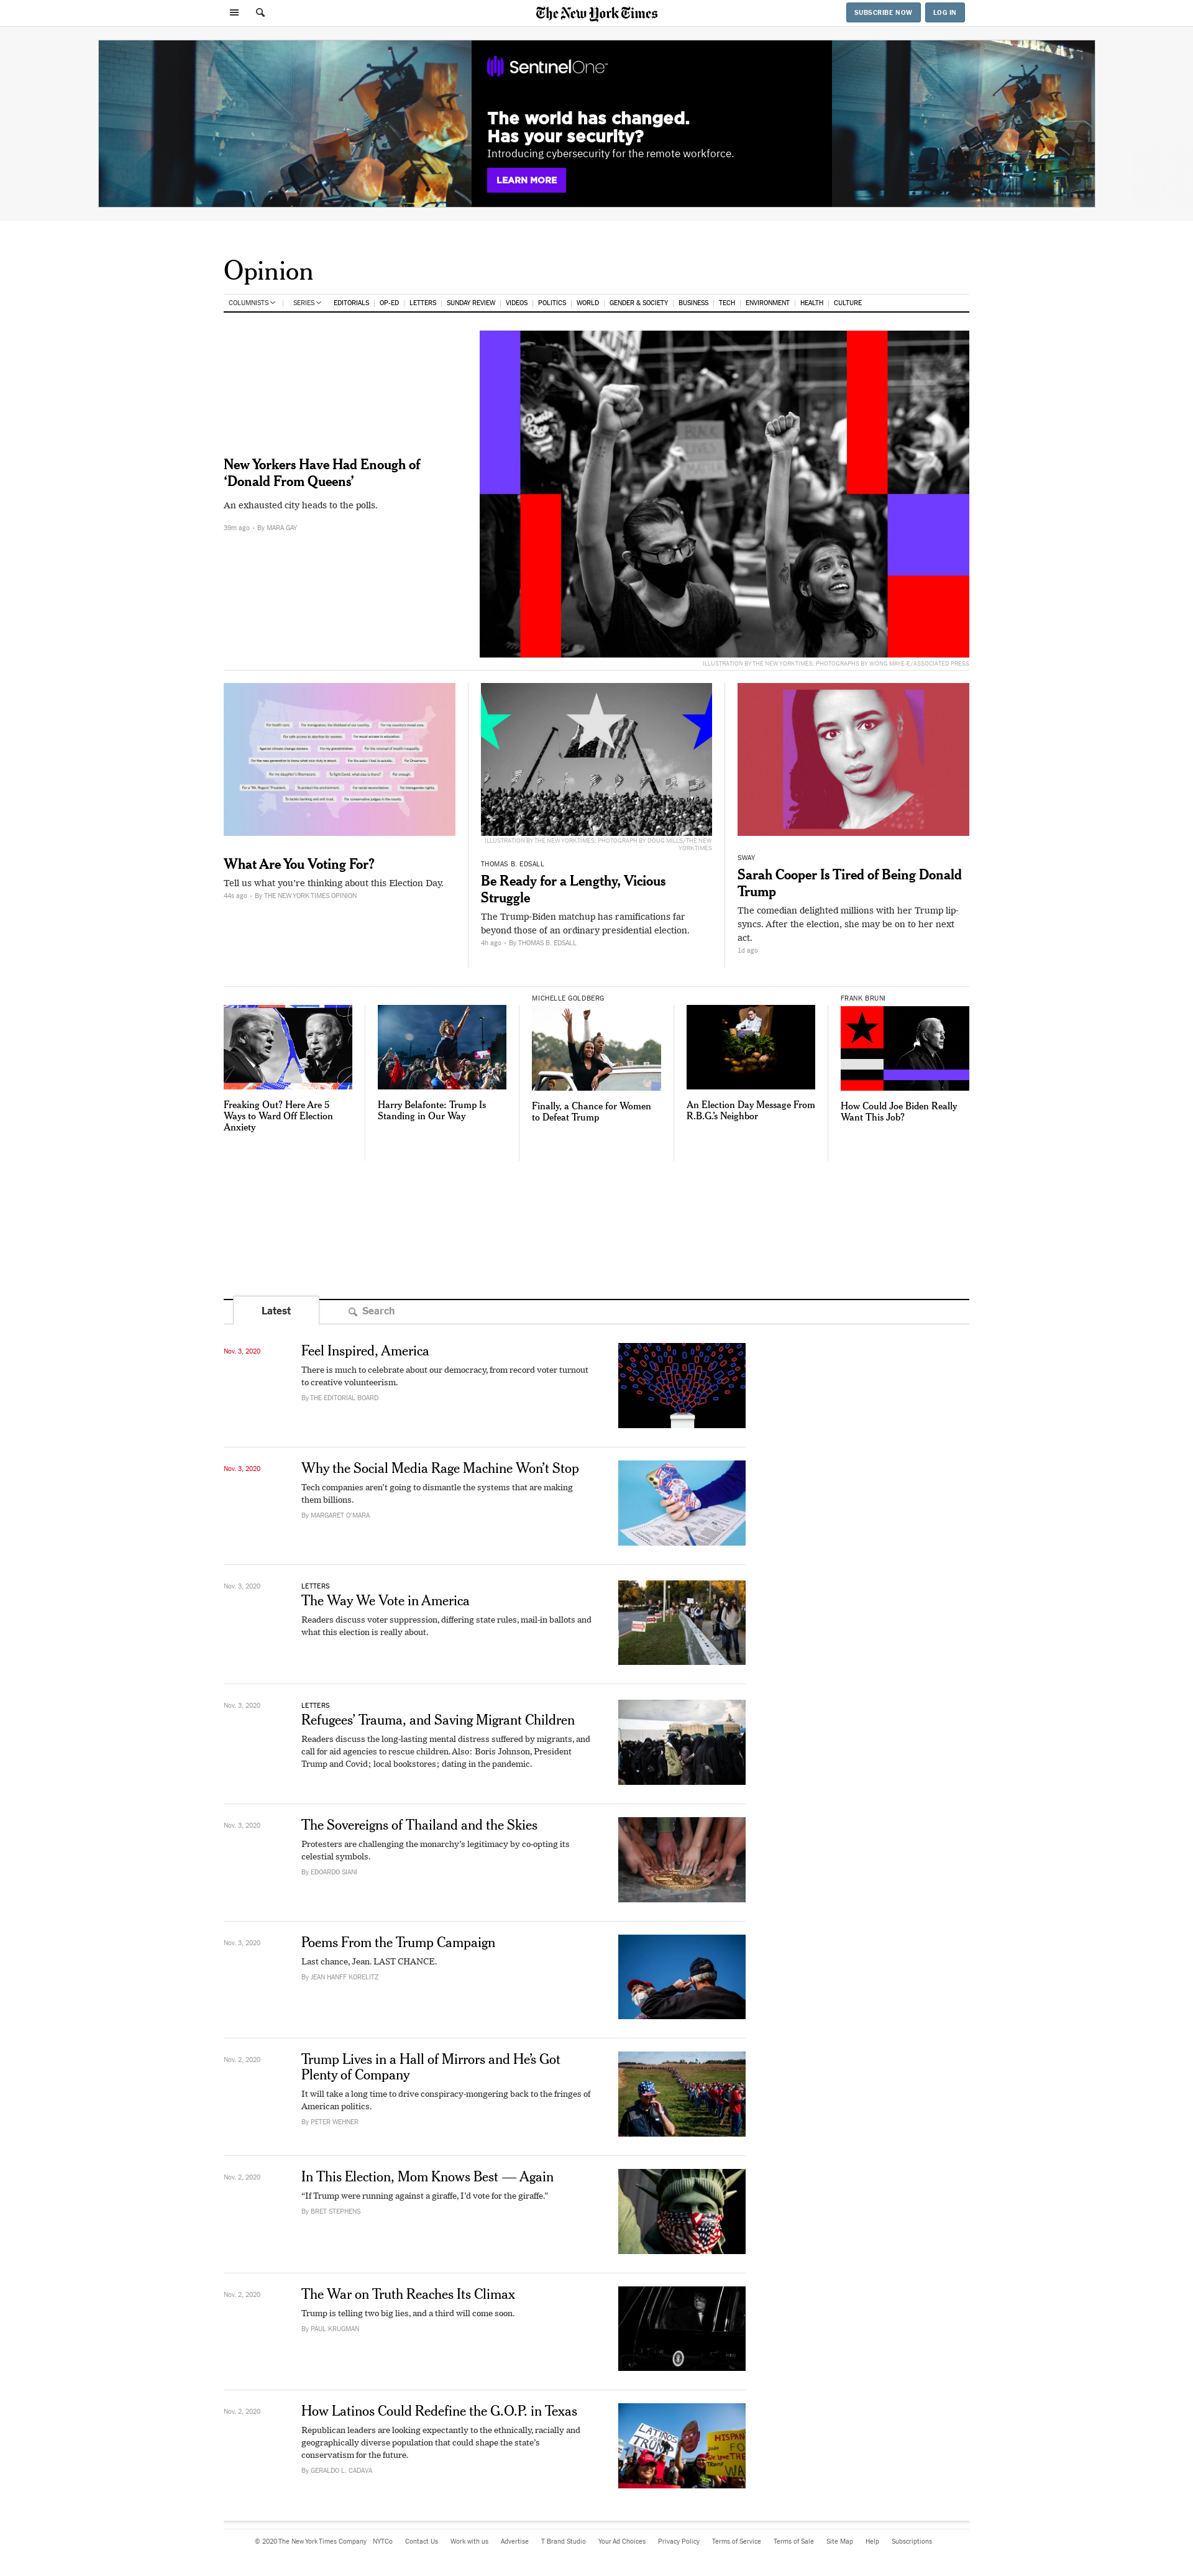 The New York Times
SUBSCRIBE NOW
LOG IN
SentinelOne™
The world has changed.
Has your security?
Introducing cybersecurity for the remote workforce.
LEARN MORE
Opinion
COLUMNISTS | SERIES EDITORIALS | OP-ED | LETTERS | SUNDAY REVIEW | VIDEOS | POLITICS | WORLD | GENDER & SOCIETY | BUSINESS | TECH | ENVIRONMENT | HEALTH | CULTURE
New Yorkers Have Had Enough of
‘Donald From Queens’
An exhausted city heads to the polls.
39m ago - By MARA GAY
ILLUSTRATION BY THE NEW YORK TIMES; PHOTOGRAPHS BY WONG MAYE-E/ASSOCIATED PRESS
What Are You Voting For?
Tell us what you’re thinking about this Election Day.
44s ago - By THE NEW YORK TIMES OPINION
ILLUSTRATION BY THE NEW YORK TIMES; PHOTOGRAPH BY DOUG MILLS/THE NEW
YORK TIMES
THOMAS B. EDSALL
Be Ready for a Lengthy, Vicious
Struggle
The Trump-Biden matchup has ramifications far
beyond those of an ordinary presidential election.
4h ago - By THOMAS B. EDSALL
SWAY
Sarah Cooper Is Tired of Being Donald
Trump
The comedian delighted millions with her Trump lip-
syncs. After the election, she may be on to her next
act.
1d ago
Freaking Out? Here Are 5
Ways to Ward Off Election
Anxiety
Harry Belafonte: Trump Is
Standing in Our Way
MICHELLE GOLDBERG
Finally, a Chance for Women
to Defeat Trump
An Election Day Message From
R.B.G.’s Neighbor
FRANK BRUNI
How Could Joe Biden Really
Want This Job?
Latest
Search
Nov. 3, 2020
Feel Inspired, America
There is much to celebrate about our democracy, from record voter turnout
to creative volunteerism.
By THE EDITORIAL BOARD
Nov. 3, 2020
Why the Social Media Rage Machine Won’t Stop
Tech companies aren’t going to dismantle the systems that are making
them billions.
By MARGARET O’MARA
Nov. 3, 2020
LETTERS
The Way We Vote in America
Readers discuss voter suppression, differing state rules, mail-in ballots and
what this election is really about.
Nov. 3, 2020
LETTERS
Refugees’ Trauma, and Saving Migrant Children
Readers discuss the long-lasting mental distress suffered by migrants, and
call for aid agencies to rescue children. Also: Boris Johnson, President
Trump and Covid; local bookstores; dating in the pandemic.
Nov. 3, 2020
The Sovereigns of Thailand and the Skies
Protesters are challenging the monarchy’s legitimacy by co-opting its
celestial symbols.
By EDOARDO SIANI
Nov. 3, 2020
Poems From the Trump Campaign
Last chance, Jean. LAST CHANCE.
By JEAN HANFF KORELITZ
Nov. 2, 2020
Trump Lives in a Hall of Mirrors and He’s Got
Plenty of Company
It will take a long time to drive conspiracy-mongering back to the fringes of
American politics.
By PETER WEHNER
Nov. 2, 2020
In This Election, Mom Knows Best — Again
“If Trump were running against a giraffe, I’d vote for the giraffe.”
By BRET STEPHENS
Nov. 2, 2020
The War on Truth Reaches Its Climax
Trump is telling two big lies, and a third will come soon.
By PAUL KRUGMAN
Nov. 2, 2020
How Latinos Could Redefine the G.O.P. in Texas
Republican leaders are looking expectantly to the ethnically, racially and
geographically diverse population that could shape the state’s
conservatism for the future.
By GERALDO L. CADAVA
© 2020 The New York Times Company NYTCo Contact Us Work with us Advertise T Brand Studio Your Ad Choices Privacy Policy Terms of Service Terms of Sale Site Map Help Subscriptions